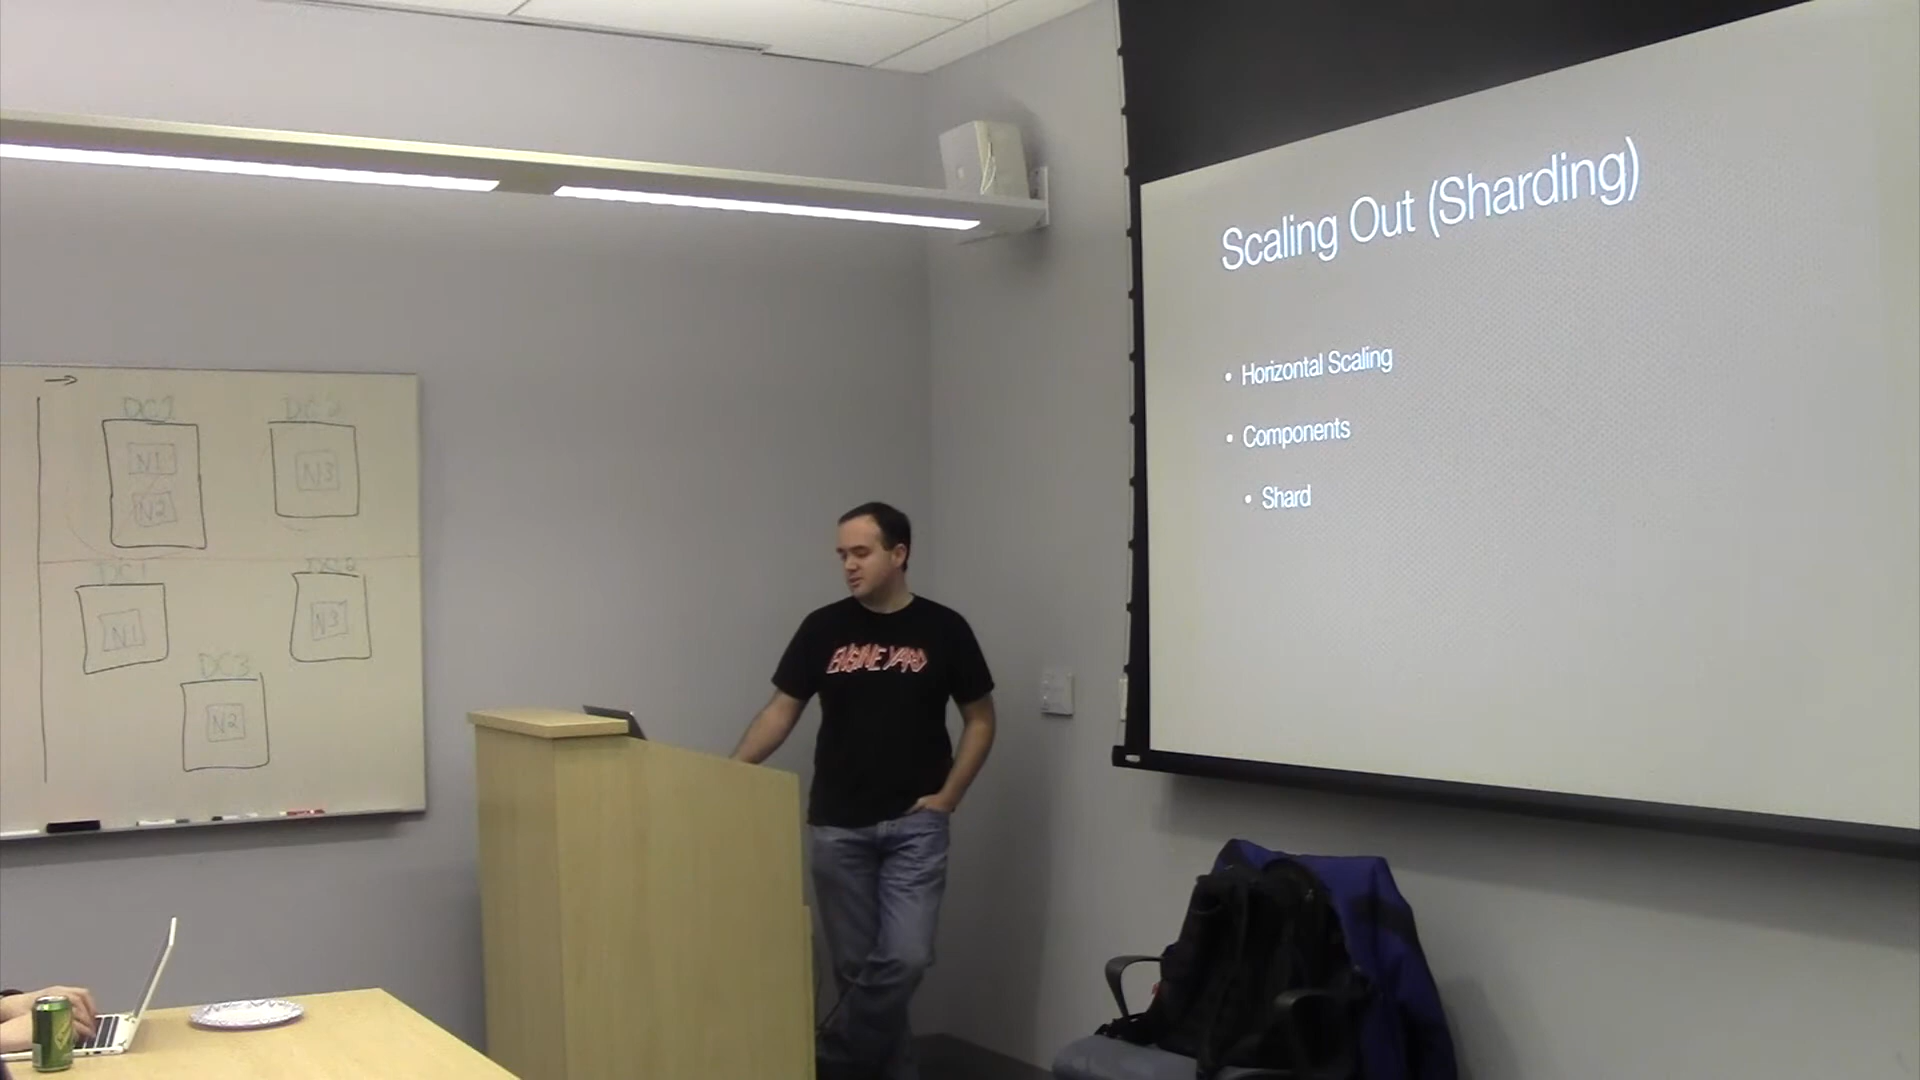 Scaling Out (Sharding)
• Horizontal Scaling
• Components
• Shard
ENGINE YARD
DC2
N1
N2
N3
DC1
N1
DC2
N3
DC3
N2